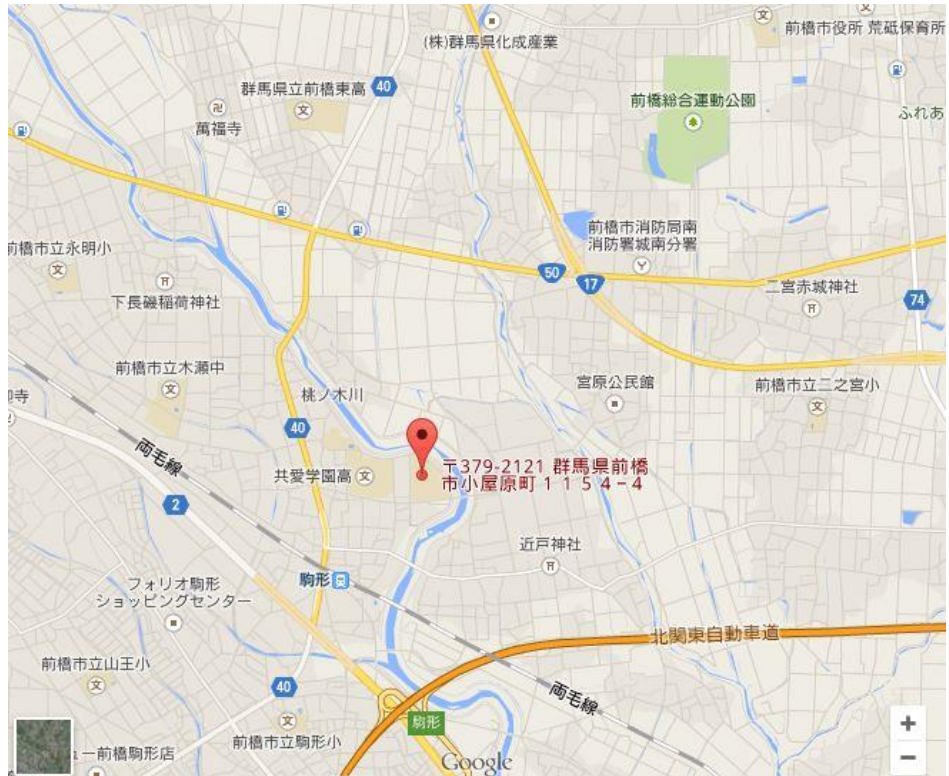 (株)群馬県化成産業
前橋市役所 荒砥保育所
群馬県立前橋東高
40
前橋総合運動公園
萬福寺
ふれあ
前橋市立永明小
前橋市消防局南
消防署城南分署
50
17
下長磯稲荷神社
二宮赤城神社
74
前橋市立木瀬中
宮原公民館
前橋市立二之宮小
桃ノ木川
寺
40
両毛線
共愛学園高
〒379-2121 群馬県前橋
市小屋原町１１５４−４
2
近戸神社
駒形
フォリオ駒形
ショッピングセンター
北関東自動車道
前橋市立山王小
40
両毛線
駒形
前橋市立駒形小
ュー前橋駒形店
Google
+
−